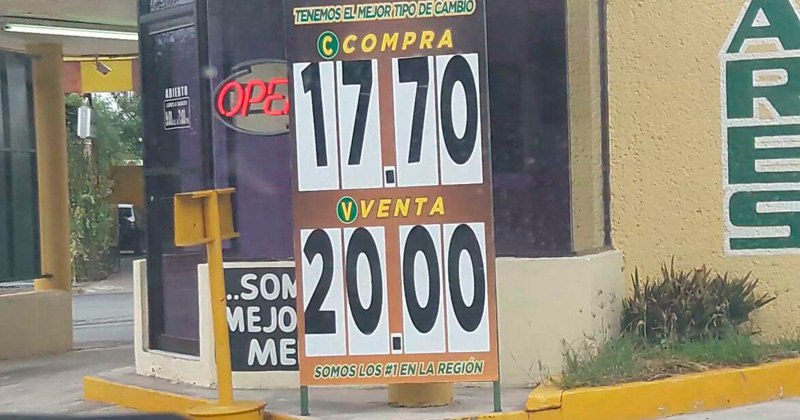 TENEMOS EL MEJOR TIPO DE CAMBIO
C COMPRA
17.70
V VENTA
20.00
SOMOS LOS #1 EN LA REGIÓN
ABIERTO
OPE
...SOM
MEJO
ME
ARES